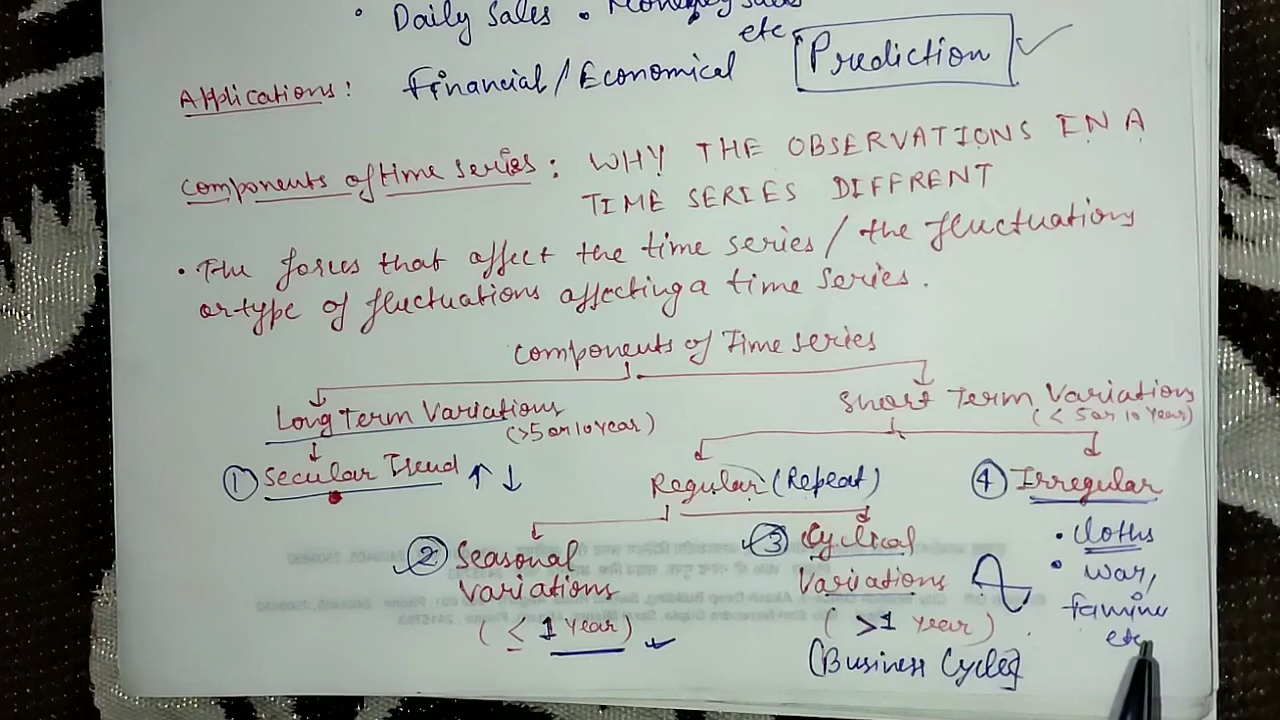 • Daily Sales •
etc.
Applications: Financial/Economical Prediction
Components of time series: WHY THE OBSERVATIONS IN A
TIME SERIES DIFFRENT
• The forces that affect the time series/ the fluctuations
or type of fluctuations affecting a time series.
Components of Time series
Long Term Variations
(>5 or 10 year)
Short Term Variations
(< 5 or 10 year)
① Secular Trend ↑ ↓
Regular (Repeat)
④ Irregular
② Seasonal
Variations
(≤ 1 year)
③ Cyclical
Variations
( >1 year)
(Business Cycle)
• Cloths
• War,
famine
etc